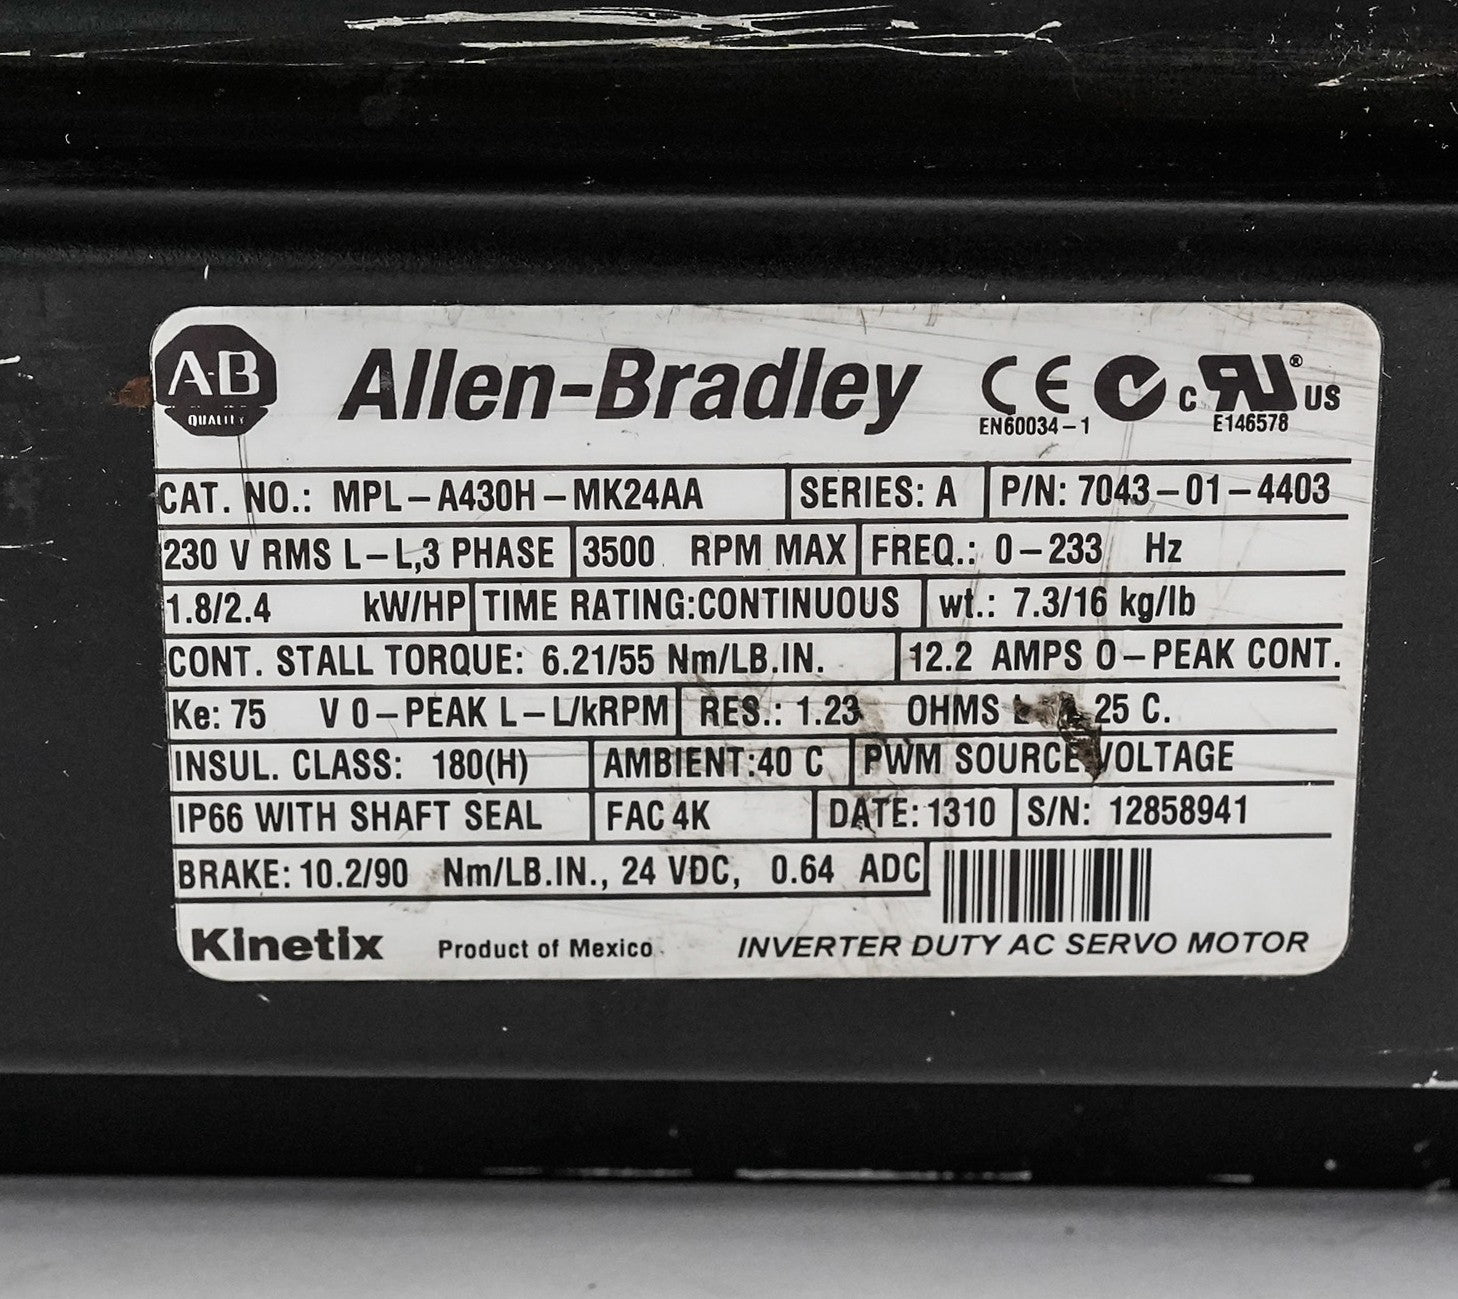 A-B
QUALITY
Allen-Bradley
CE
EN60034-1
C US
E146578
CAT. NO.: MPL-A430H-MK24AA SERIES: A P/N: 7043-01-4403
230 V RMS L-L,3 PHASE 3500 RPM MAX FREQ.: 0-233 Hz
1.8/2.4 kW/HP TIME RATING:CONTINUOUS wt.: 7.3/16 kg/lb
CONT. STALL TORQUE: 6.21/55 Nm/LB.IN. 12.2 AMPS 0-PEAK CONT.
Ke: 75 V 0-PEAK L-L/kRPM RES.: 1.23 OHMS 25 C.
INSUL. CLASS: 180(H) AMBIENT:40 C PWM SOURCE VOLTAGE
IP66 WITH SHAFT SEAL FAC 4K DATE: 1310 S/N: 12858941
BRAKE: 10.2/90 Nm/LB.IN., 24 VDC, 0.64 ADC
Kinetix Product of Mexico INVERTER DUTY AC SERVO MOTOR